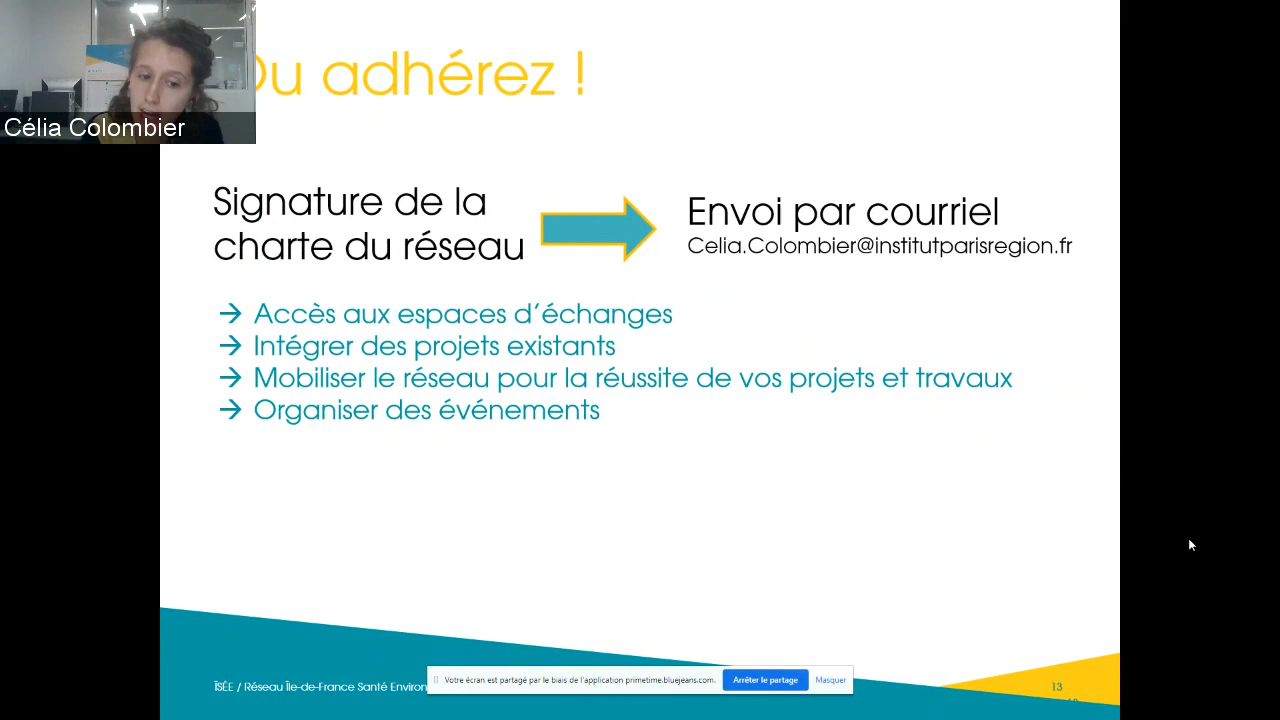 Ou adhérez !
Célia Colombier
Signature de la
charte du réseau
Envoi par courriel
Celia.Colombier@institutparisregion.fr
→ Accès aux espaces d’échanges
→ Intégrer des projets existants
→ Mobiliser le réseau pour la réussite de vos projets et travaux
→ Organiser des événements
ÎSÉE / Réseau Île-de-France Santé Environ
Votre écran est partagé par le biais de l'application primetime.bluejeans.com.
Arrêter le partage
Masquer
13